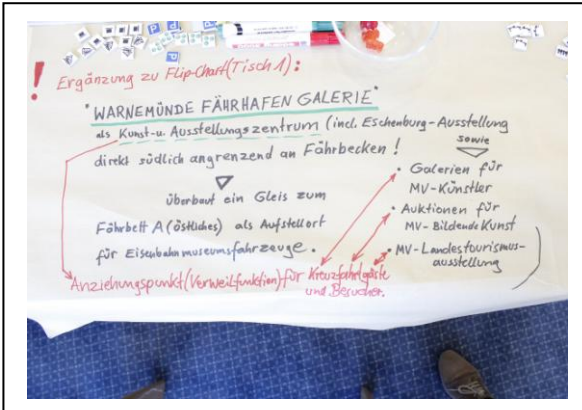 ! Ergänzung zu Flip-Chart (Tisch 1):
"WARNEMÜNDE FÄHRHAFEN GALERIE"
als Kunst-u. Ausstellungszentrum (incl. Eschenburg-Ausstellung
direkt südlich angrenzend an Fährbecken!
sowie
• Galerien für
MV-Künstler
• Auktionen für
MV-Bildende Kunst
• MV-Landestourismus-
ausstellung)
überbaut ein Gleis zum
Fährbett A (östliches) als Aufstellort
für Eisenbahnmuseumsfahrzeuge.
Anziehungspunkt (Verweilfunktion) für Kreuzfahrtgäste
und Besucher.